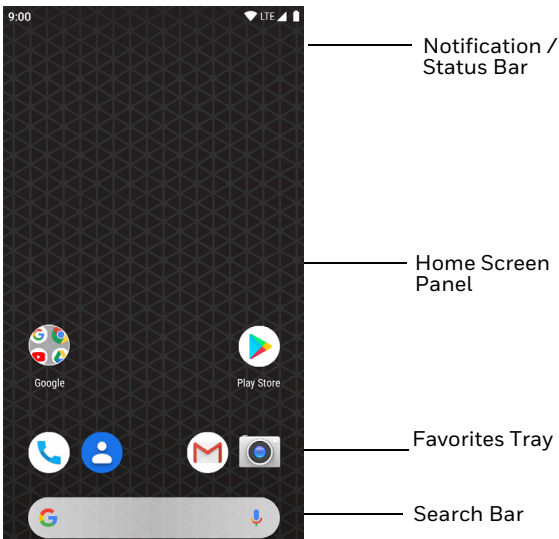 9:00
LTE
Notification /
Status Bar
Home Screen
Panel
Google
Play Store
Favorites Tray
Search Bar